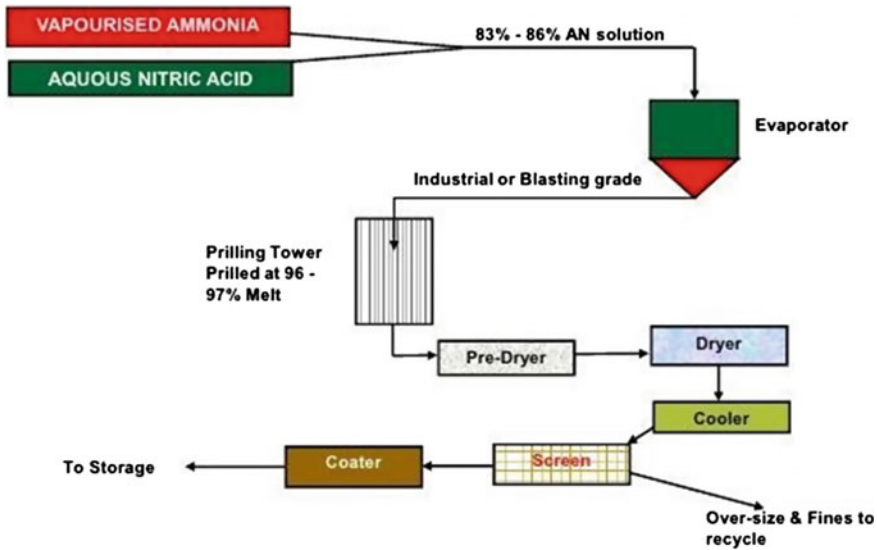 VAPOURISED AMMONIA
83% - 86% AN solution
AQUOUS NITRIC ACID
Evaporator
Industrial or Blasting grade
Prilling Tower
Prilled at 96 -
97% Melt
Pre-Dryer
Dryer
Cooler
Screen
Coater
To Storage
Over-size & Fines to
recycle